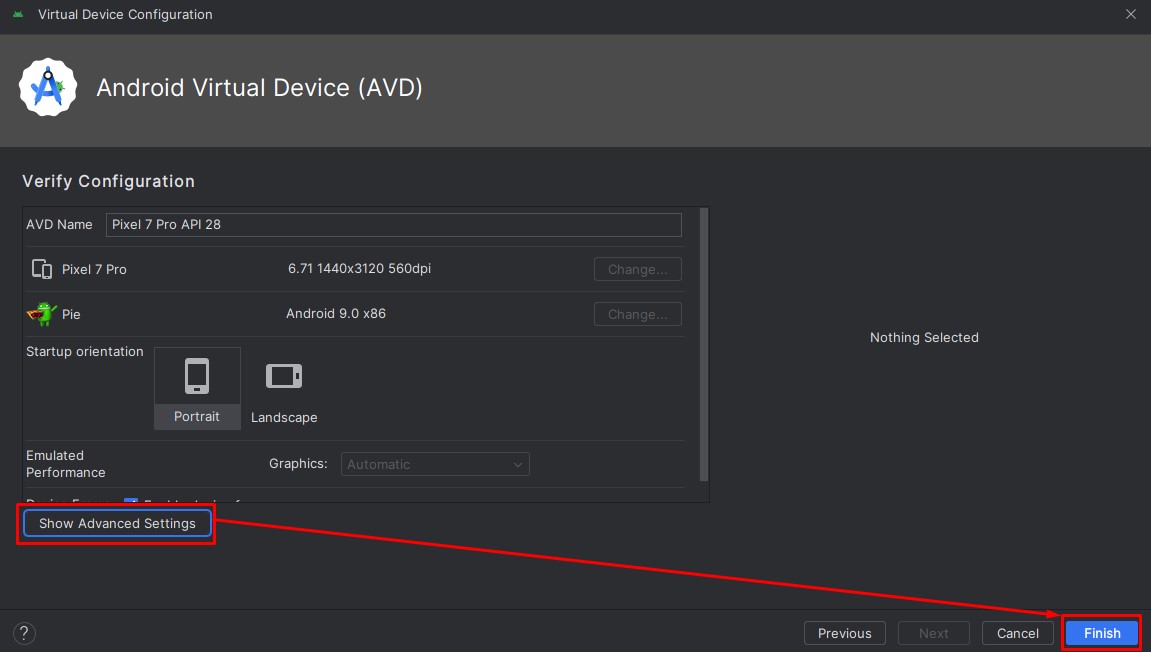 Virtual Device Configuration
Android Virtual Device (AVD)
Verify Configuration
AVD Name Pixel 7 Pro API 28
Pixel 7 Pro 6.71 1440x3120 560dpi Change...
Pie Android 9.0 x86 Change...
Nothing Selected
Startup orientation
Portrait
Landscape
Emulated
Performance
Graphics: Automatic
Show Advanced Settings
? Previous Next Cancel Finish